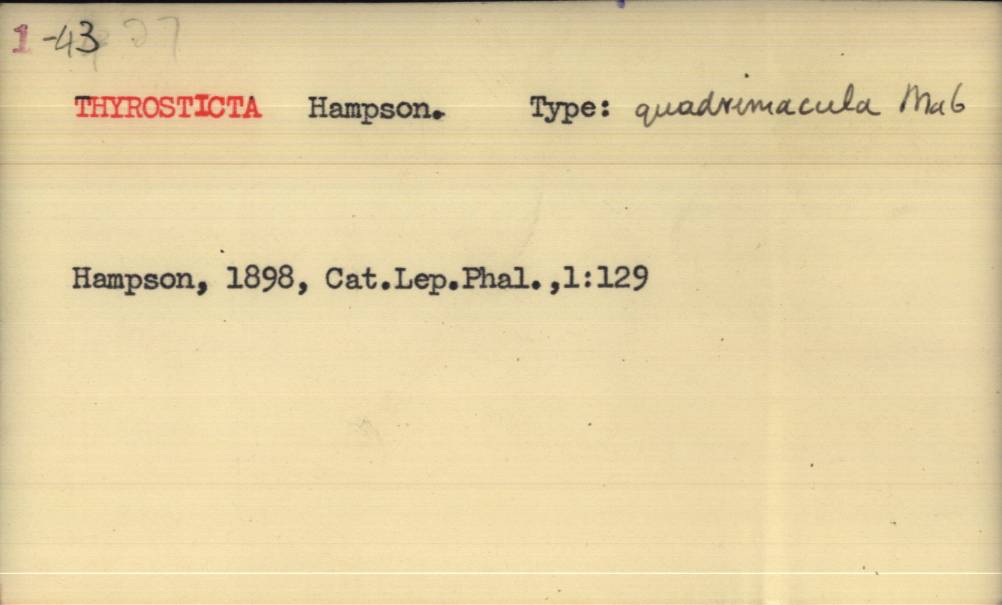 1-43
THYROSTICTA Hampson. Type: quadrimacula Mab
Hampson, 1898, Cat.Lep.Phal.,1:129